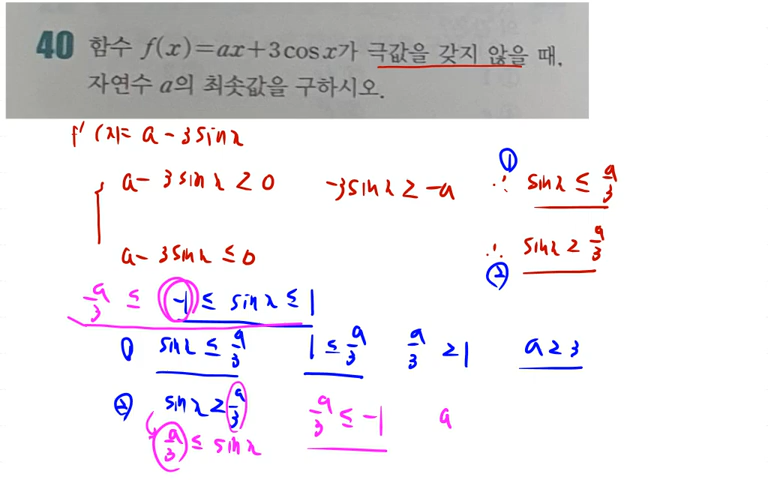 40 함수 f(x)=ax+3cosx가 극값을 갖지 않을 때,
자연수 a의 최솟값을 구하시오.
f'(x)= a-3sinx
a-3sinx ≥ 0 -3sinx ≥ -a ① ∴ sinx ≤ a/3
a-3sinx ≤ 0 ② ∴ sinx ≥ a/3
a/3 ≤ -1 ≤ sinx ≤ 1
① sinx ≤ a/3 1 ≤ a/3 a/3 ≥ 1 a ≥ 3
② sinx ≥ a/3 a/3 ≤ -1 a
a/3 ≤ sinx